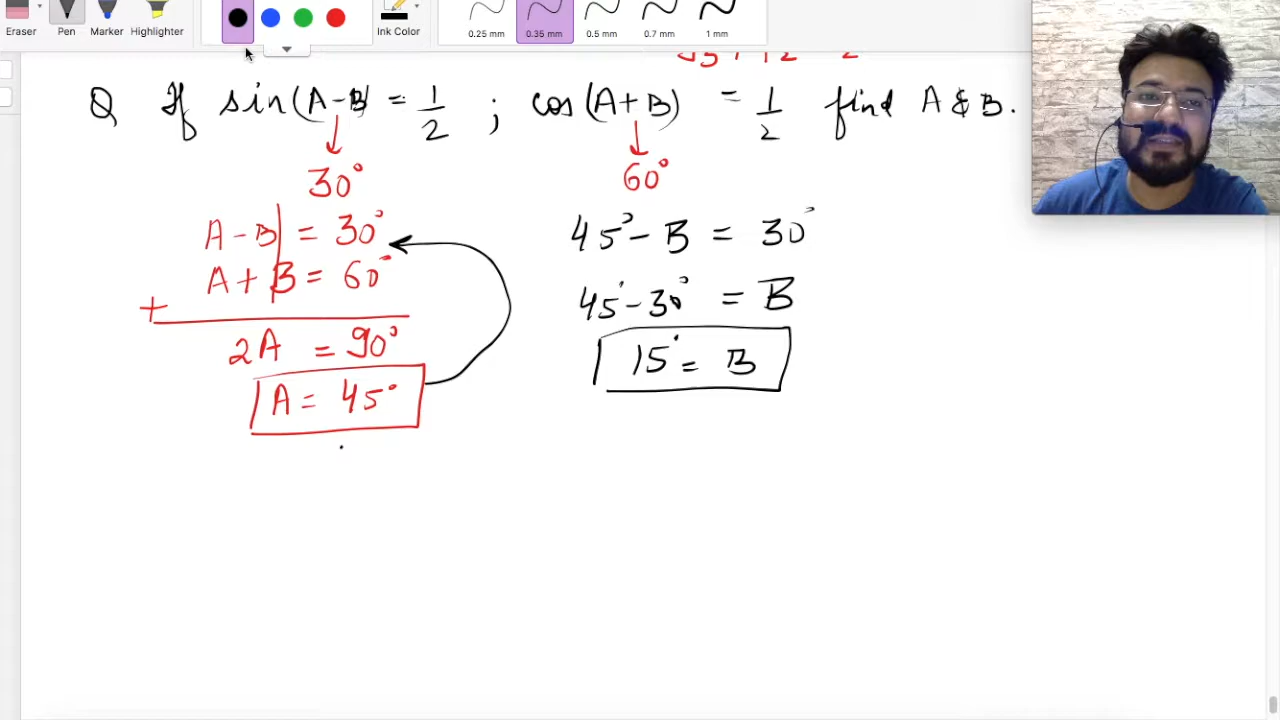 Eraser Pen Marker Highlighter Ink Color 0.25 mm 0.35 mm 0.5 mm 0.7 mm 1 mm
Q If sin(A-B) = 1/2 ; cos(A+B) = 1/2 find A & B.
30° 60°
A-B = 30°
A+B = 60°
+
2A = 90°
A = 45°
45° - B = 30°
45° - 30° = B
15° = B